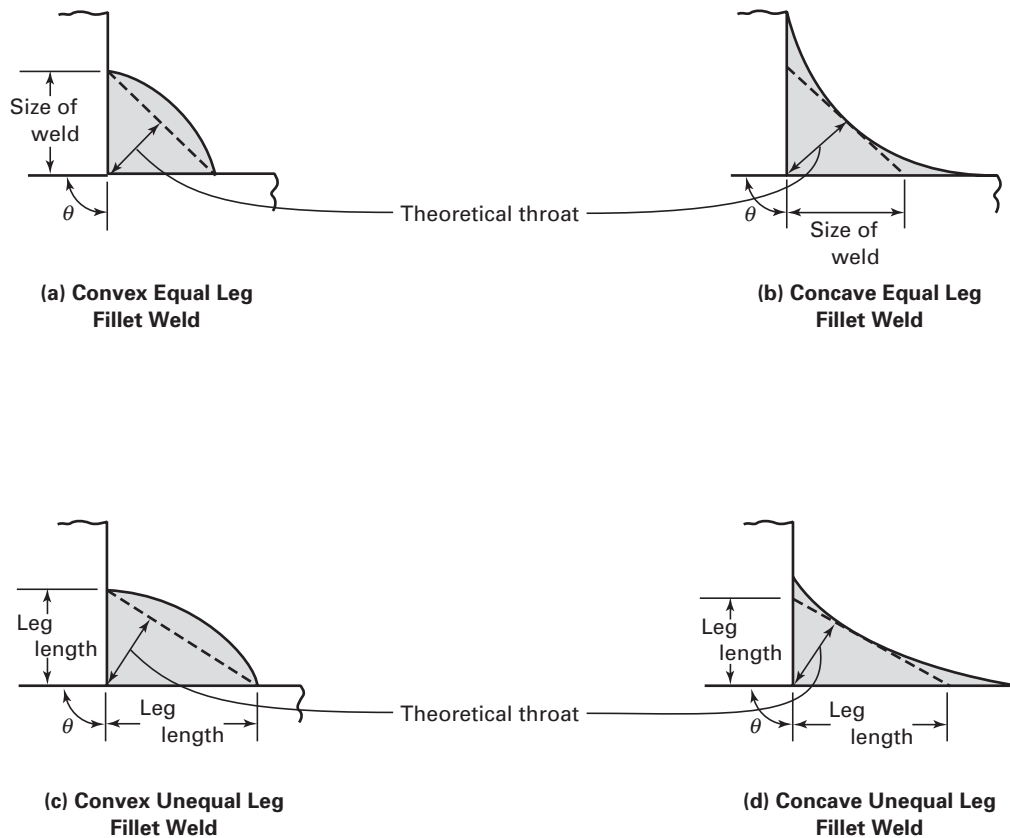 Size of
weld
θ
Theoretical throat
θ
Size of
weld
(a) Convex Equal Leg
Fillet Weld
(b) Concave Equal Leg
Fillet Weld
Leg
length
θ
Leg
length
Theoretical throat
Leg
length
θ
Leg
length
(c) Convex Unequal Leg
Fillet Weld
(d) Concave Unequal Leg
Fillet Weld